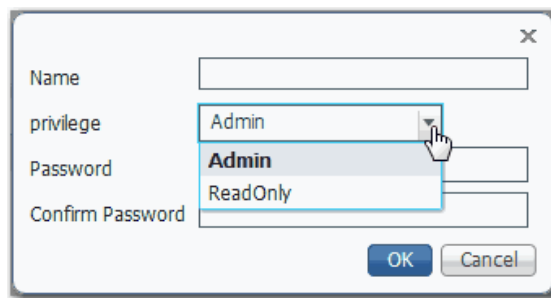 Name
privilege Admin
Admin
Password
ReadOnly
Confirm Password
OK Cancel